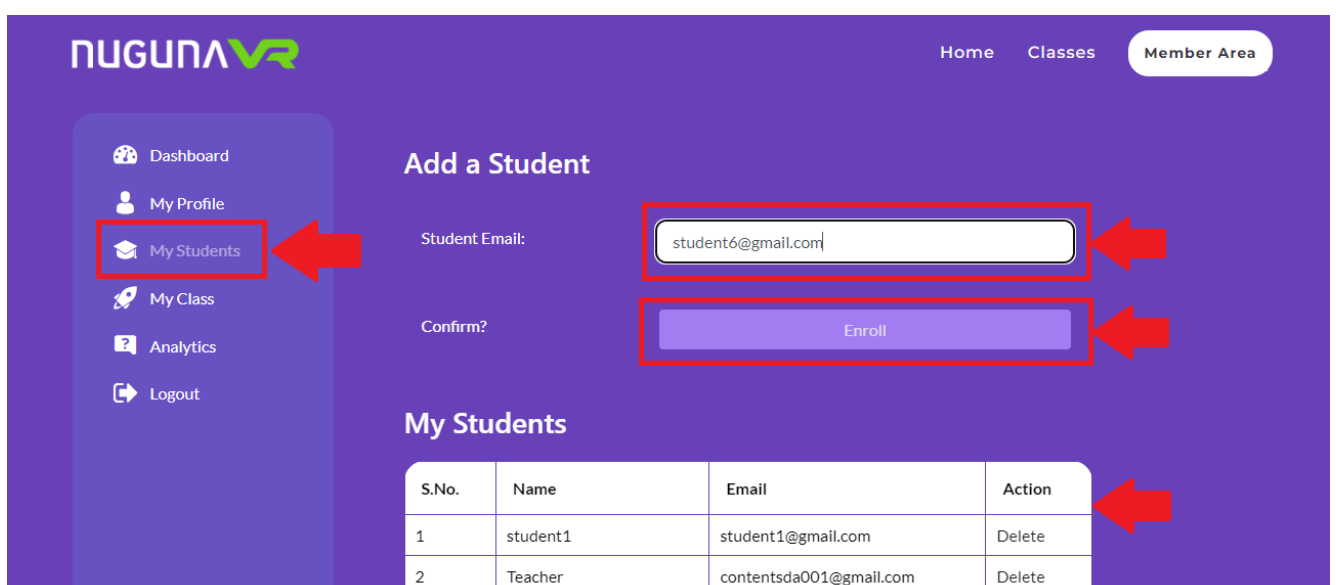 NUGUNAVR
Home Classes Member Area
Dashboard
My Profile
My Students
My Class
Analytics
Logout
Add a Student
Student Email: student6@gmail.com
Confirm? Enroll
My Students
S.No. Name Email Action
1 student1 student1@gmail.com Delete
2 Teacher contentsda001@gmail.com Delete